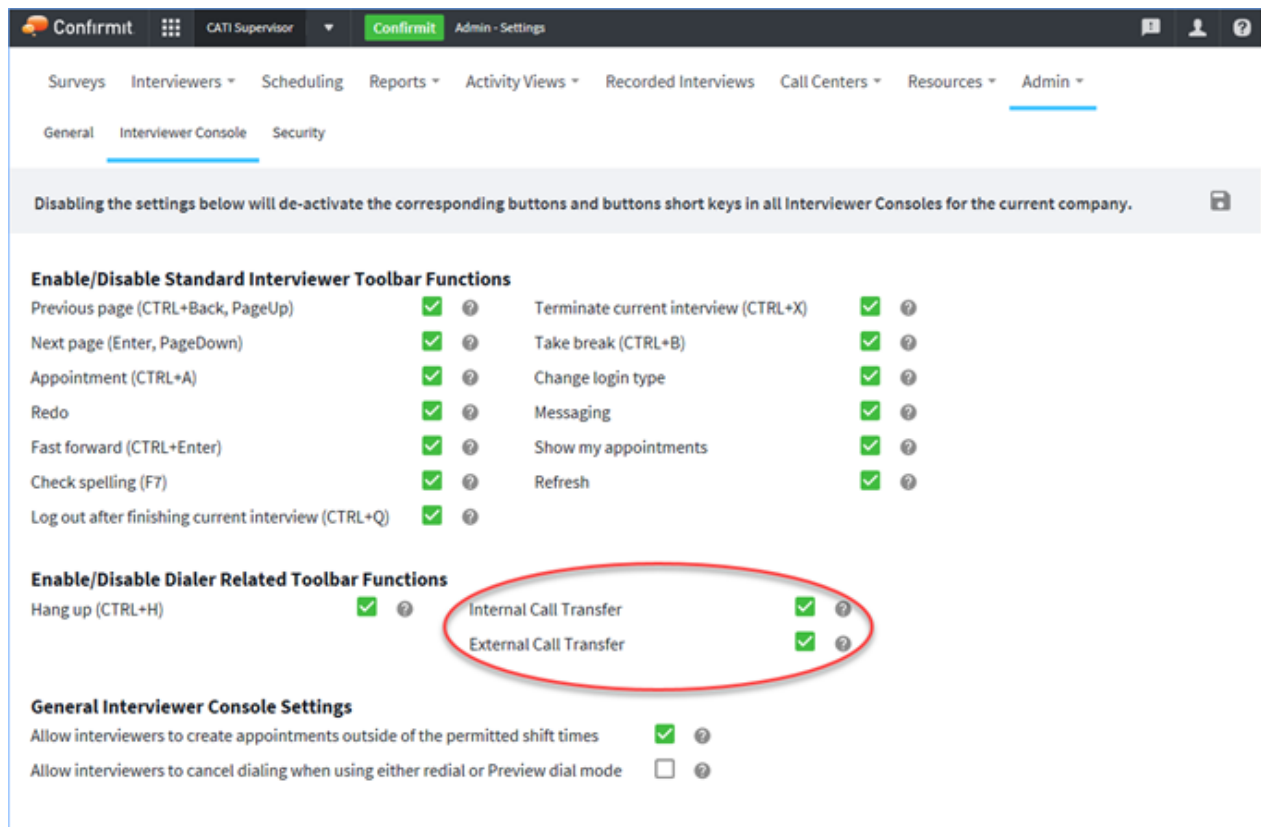 Confirmit CATI Supervisor Confirmit Admin - Settings
Surveys Interviewers Scheduling Reports Activity Views Recorded Interviews Call Centers Resources Admin
General Interviewer Console Security
Disabling the settings below will de-activate the corresponding buttons and buttons short keys in all Interviewer Consoles for the current company.
Enable/Disable Standard Interviewer Toolbar Functions
Previous page (CTRL+Back, PageUp) Terminate current interview (CTRL+X)
Next page (Enter, PageDown) Take break (CTRL+B)
Appointment (CTRL+A) Change login type
Redo Messaging
Fast forward (CTRL+Enter) Show my appointments
Check spelling (F7) Refresh
Log out after finishing current interview (CTRL+Q)
Enable/Disable Dialer Related Toolbar Functions
Hang up (CTRL+H) Internal Call Transfer
External Call Transfer
General Interviewer Console Settings
Allow interviewers to create appointments outside of the permitted shift times
Allow interviewers to cancel dialing when using either redial or Preview dial mode